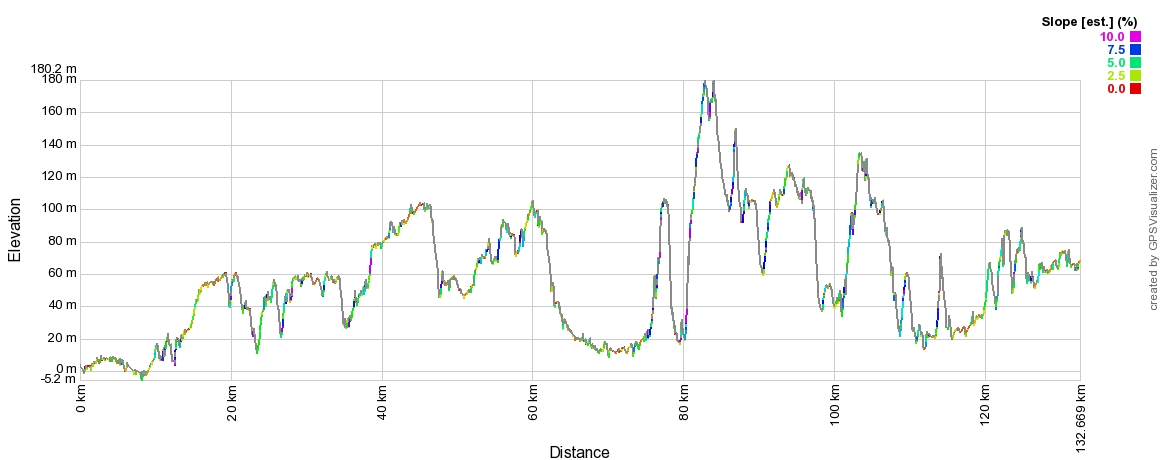 Slope [est.] (%)
10.0
7.5
5.0
2.5
0.0
180.2 m
180 m
160 m
140 m
120 m
100 m
80 m
60 m
40 m
20 m
0 m
-5.2 m
Elevation
0 km
20 km
40 km
60 km
80 km
100 km
120 km
132.669 km
Distance
created by GPSVisualizer.com